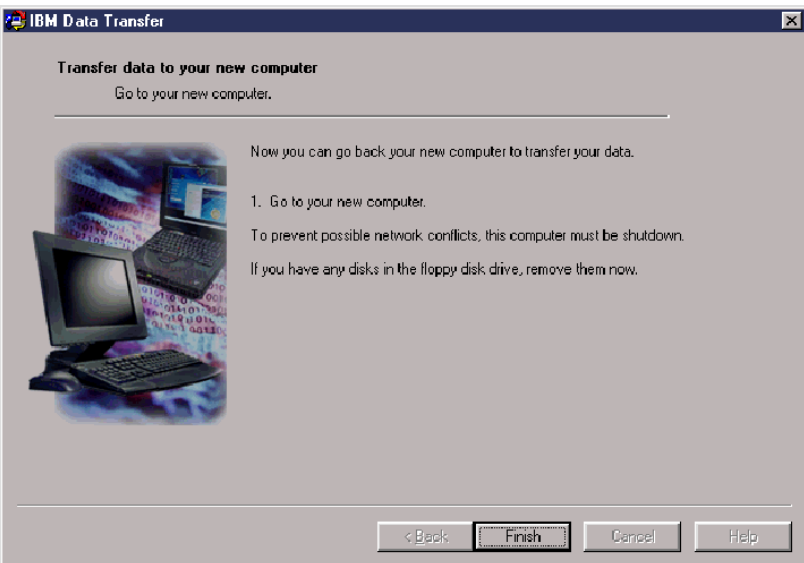 IBM Data Transfer
Transfer data to your new computer
Go to your new computer.
Now you can go back your new computer to transfer your data.
1. Go to your new computer.
To prevent possible network conflicts, this computer must be shutdown.
If you have any disks in the floppy disk drive, remove them now.
< Back Finish Cancel Help